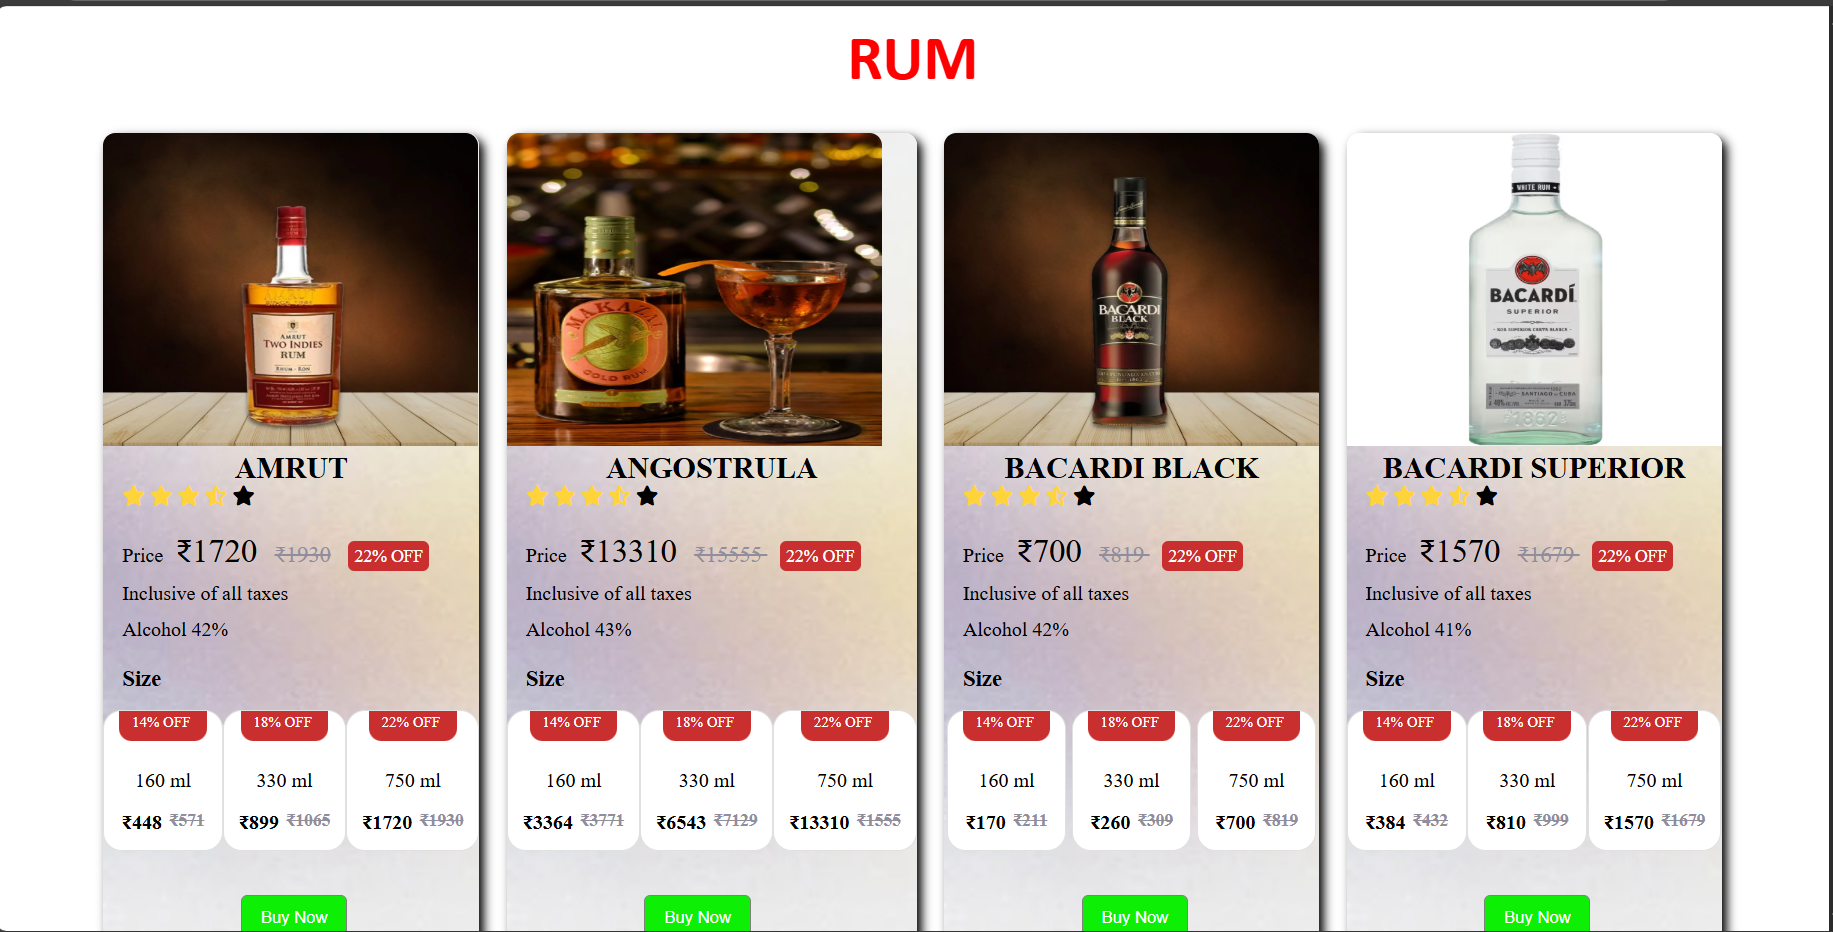 RUM
AMRUT
TWO INDIES
RUM
AMRUT
Price ₹1720 ₹1930 22% OFF
Inclusive of all taxes
Alcohol 42%
Size
14% OFF 18% OFF 22% OFF
160 ml 330 ml 750 ml
₹448 ₹571 ₹899 ₹1065 ₹1720 ₹1930
Buy Now
MAKAZAI
GOLD RUM
ANGOSTRULA
Price ₹13310 ₹15555 22% OFF
Inclusive of all taxes
Alcohol 43%
Size
14% OFF 18% OFF 22% OFF
160 ml 330 ml 750 ml
₹3364 ₹3771 ₹6543 ₹7129 ₹13310 ₹1555
Buy Now
BACARDI
BLACK
BACARDI BLACK
Price ₹700 ₹819 22% OFF
Inclusive of all taxes
Alcohol 42%
Size
14% OFF 18% OFF 22% OFF
160 ml 330 ml 750 ml
₹170 ₹211 ₹260 ₹309 ₹700 ₹819
Buy Now
WHITE RUM
BACARDÍ
SUPERIOR
SANTIAGO DE CUBA
1862
BACARDI SUPERIOR
Price ₹1570 ₹1679 22% OFF
Inclusive of all taxes
Alcohol 41%
Size
14% OFF 18% OFF 22% OFF
160 ml 330 ml 750 ml
₹384 ₹432 ₹810 ₹999 ₹1570 ₹1679
Buy Now